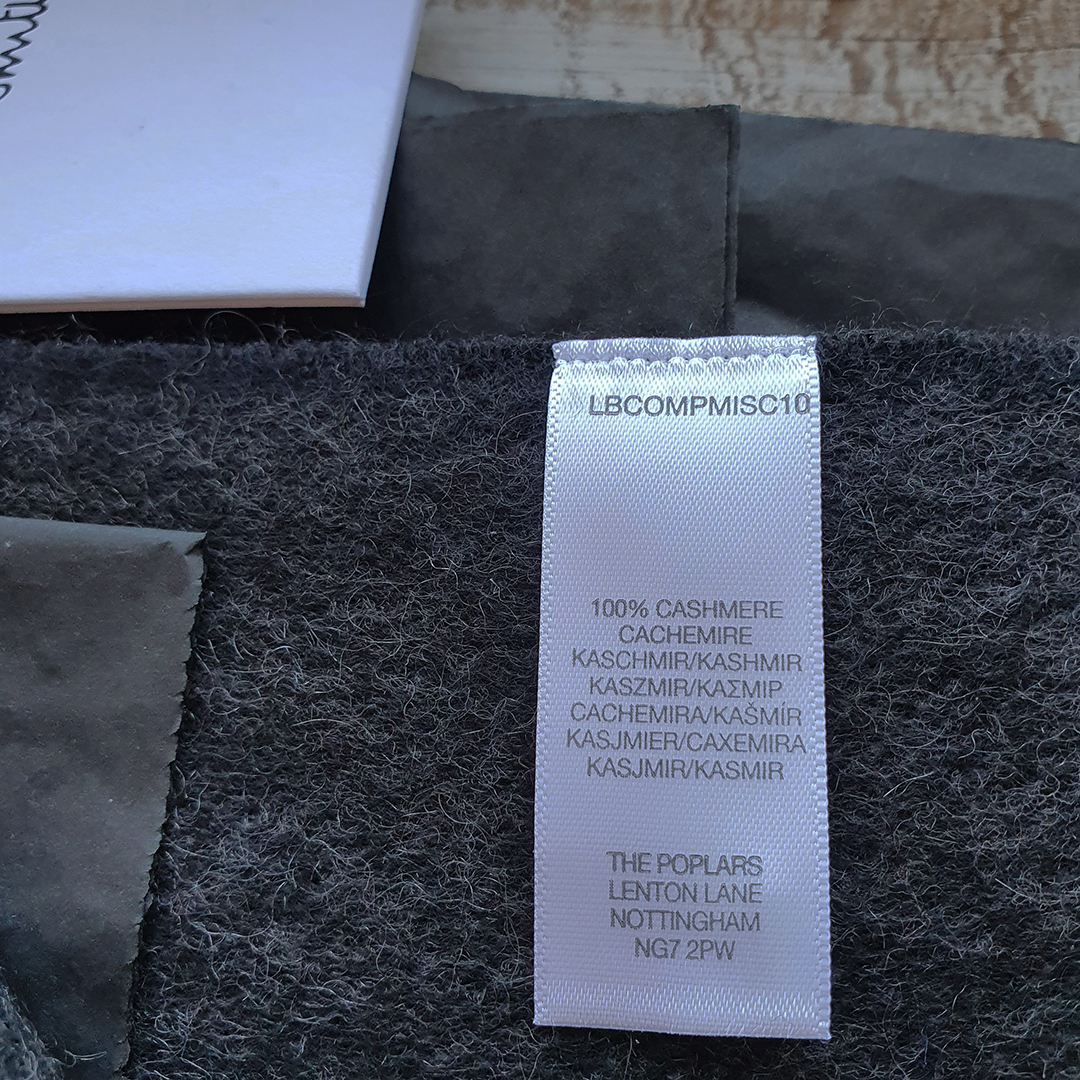 LBCOMPMISC10
100% CASHMERE
CACHEMIRE
KASCHMIR/KASHMIR
KASZMIR/ΚΑΣΜΙΡ
CACHEMIRA/KAŠMÍR
KASJMIER/CAXEMIRA
KASJMIR/KASMIR
THE POPLARS
LENTON LANE
NOTTINGHAM
NG7 2PW